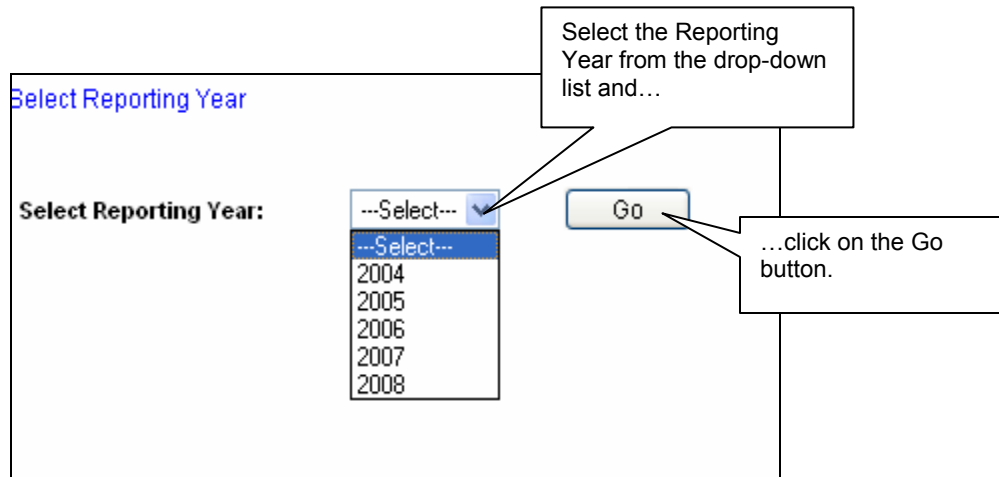 Select the Reporting
Year from the drop-down
list and…
Select Reporting Year
Select Reporting Year:
---Select---
Go
---Select---
2004
2005
2006
2007
2008
…click on the Go
button.